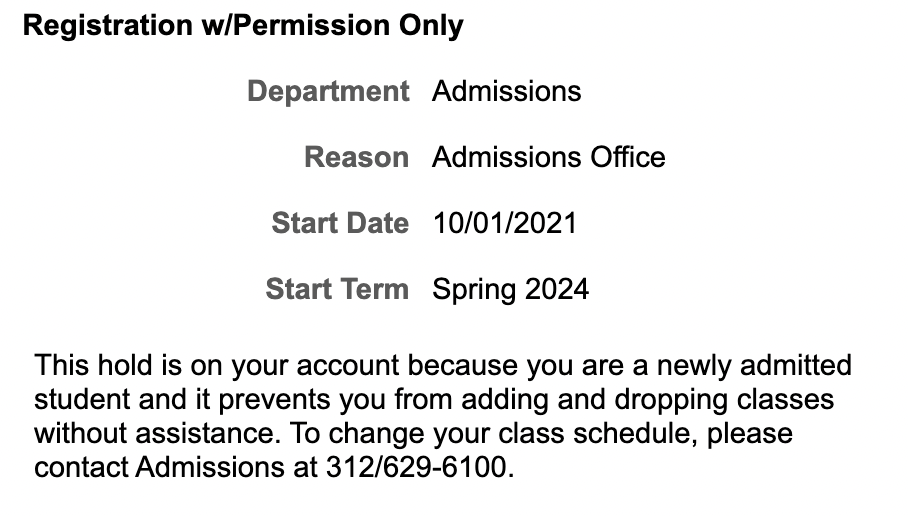 Registration w/Permission Only
Department Admissions
Reason Admissions Office
Start Date 10/01/2021
Start Term Spring 2024
This hold is on your account because you are a newly admitted
student and it prevents you from adding and dropping classes
without assistance. To change your class schedule, please
contact Admissions at 312/629-6100.